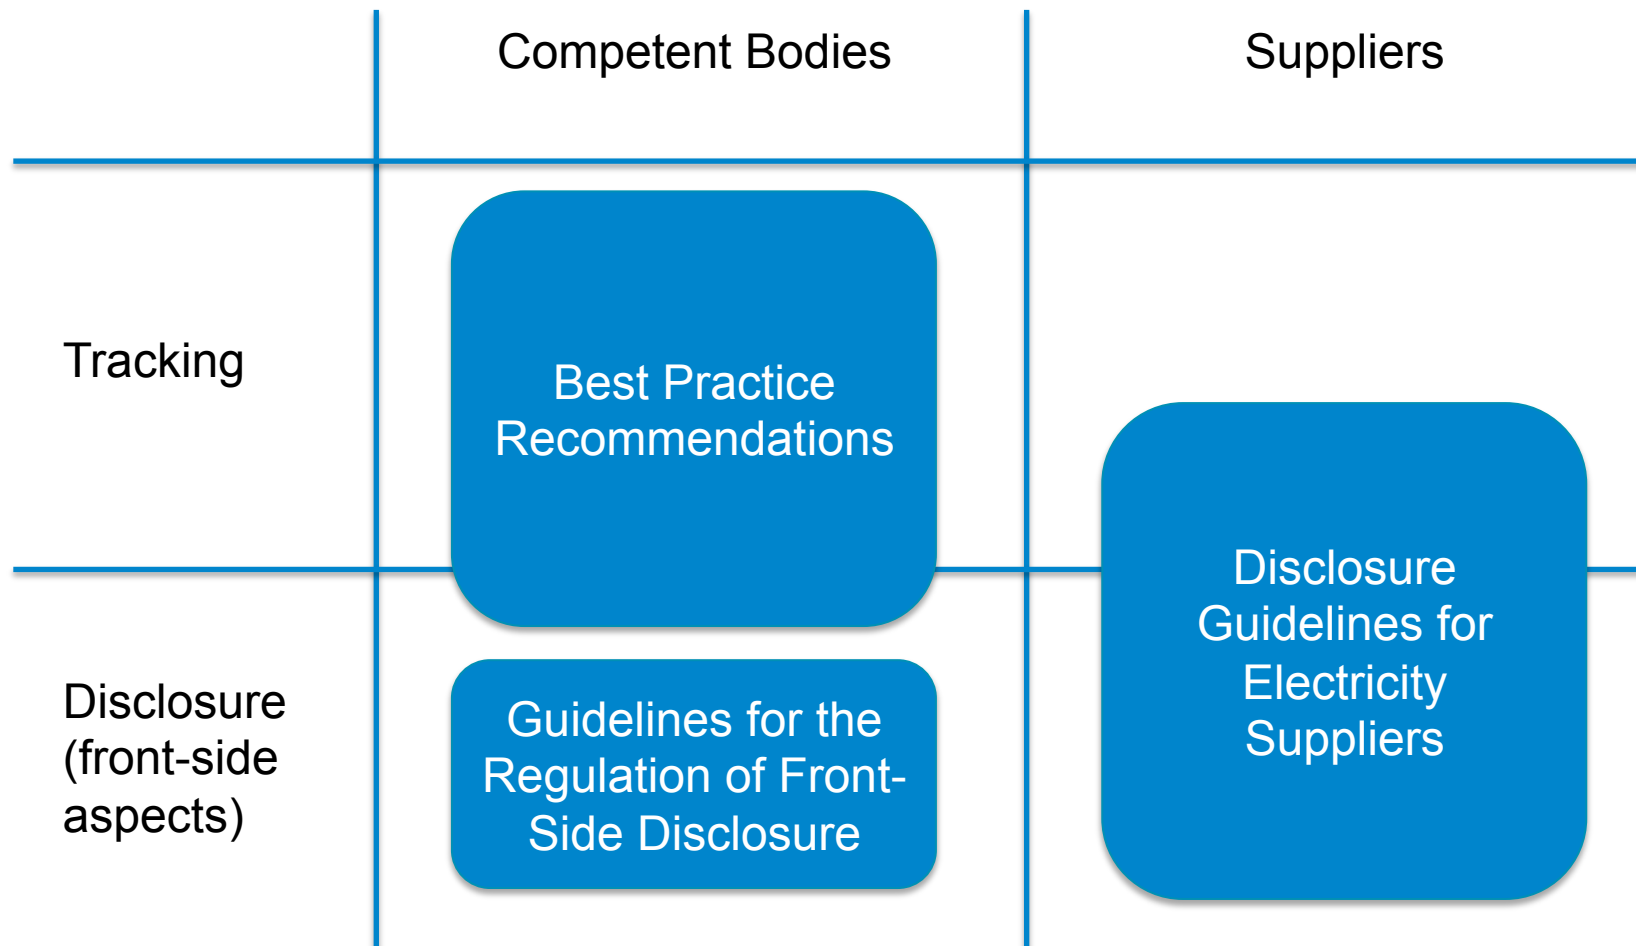 Competent Bodies
Suppliers
Tracking
Best Practice
Recommendations
Disclosure
Guidelines for
Electricity
Suppliers
Disclosure
(front-side
aspects)
Guidelines for the
Regulation of Front-
Side Disclosure